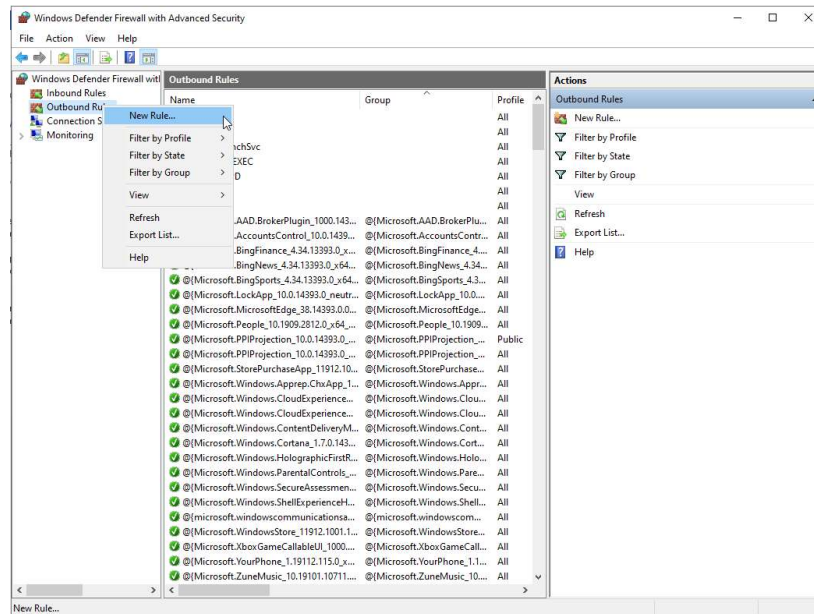 Windows Defender Firewall with Advanced Security
File Action View Help
Windows Defender Firewall witl
Inbound Rules
Outbound Ru
Connection S
Monitoring
New Rule...
Filter by Profile
Filter by State
Filter by Group
View
Refresh
Export List...
Help
Outbound Rules
Name Group Profile
All
All
nchSvc All
EXEC All
D All
All
All
.AAD.BrokerPlugin_1000.143... @{Microsoft.AAD.BrokerPlu... All
.AccountsControl_10.0.1439... @{Microsoft.AccountsContr... All
.BingFinance_4.34.13393.0_x... @{Microsoft.BingFinance_4.... All
.BingNews_4.34.13393.0_x64... @{Microsoft.BingNews_4.34... All
@{Microsoft.BingSports_4.34.13393.0_x64... @{Microsoft.BingSports_4.3... All
@{Microsoft.LockApp_10.0.14393.0_neutr... @{Microsoft.LockApp_10.0.... All
@{Microsoft.MicrosoftEdge_38.14393.0.0... @{Microsoft.MicrosoftEdge... All
@{Microsoft.People_10.1909.2812.0_x64_... @{Microsoft.People_10.1909... All
@{Microsoft.PPIProjection_10.0.14393.0_... @{Microsoft.PPIProjection_... Public
@{Microsoft.PPIProjection_10.0.14393.0_... @{Microsoft.PPIProjection_... All
@{Microsoft.StorePurchaseApp_11912.10... @{Microsoft.StorePurchase... All
@{Microsoft.Windows.Apprep.ChxApp_1... @{Microsoft.Windows.Appr... All
@{Microsoft.Windows.CloudExperience... @{Microsoft.Windows.Clou... All
@{Microsoft.Windows.CloudExperience... @{Microsoft.Windows.Clou... All
@{Microsoft.Windows.ContentDeliveryM... @{Microsoft.Windows.Cont... All
@{Microsoft.Windows.Cortana_1.7.0.143... @{Microsoft.Windows.Cort... All
@{Microsoft.Windows.HolographicFirstR... @{Microsoft.Windows.Holo... All
@{Microsoft.Windows.ParentalControls_... @{Microsoft.Windows.Pare... All
@{Microsoft.Windows.SecureAssessmen... @{Microsoft.Windows.Secu... All
@{Microsoft.Windows.ShellExperienceH... @{Microsoft.Windows.Shell... All
@{microsoft.windowscommunicationsa... @{microsoft.windowscom... All
@{Microsoft.WindowsStore_11912.1001.1... @{Microsoft.WindowsStore... All
@{Microsoft.XboxGameCallableUI_1000.... @{Microsoft.XboxGameCall... All
@{Microsoft.YourPhone_1.19112.115.0_x... @{Microsoft.YourPhone_1.1... All
@{Microsoft.ZuneMusic_10.19101.10711.... @{Microsoft.ZuneMusic_10.... All
Actions
Outbound Rules
New Rule...
Filter by Profile
Filter by State
Filter by Group
View
Refresh
Export List...
Help
New Rule...